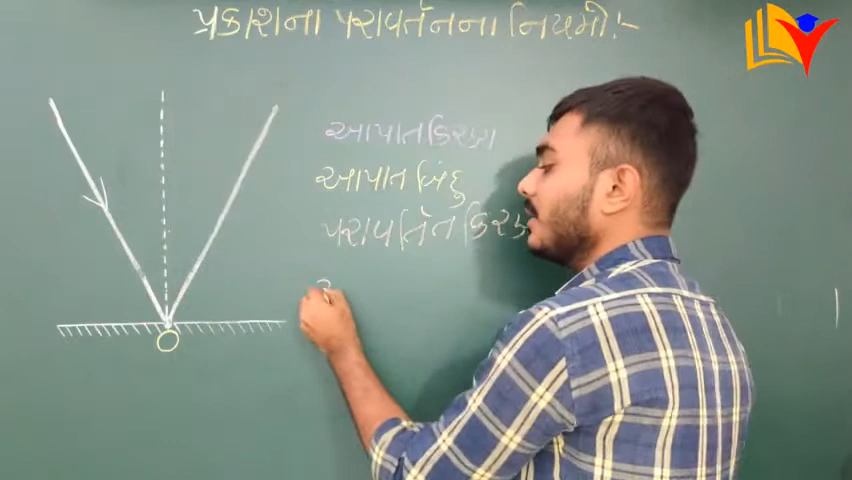 પ્રકાશના પરાવર્તનના નિયમો :-
આપાતકિરણ
આપાત બિંદુ
પરાવર્તિત કિરણ